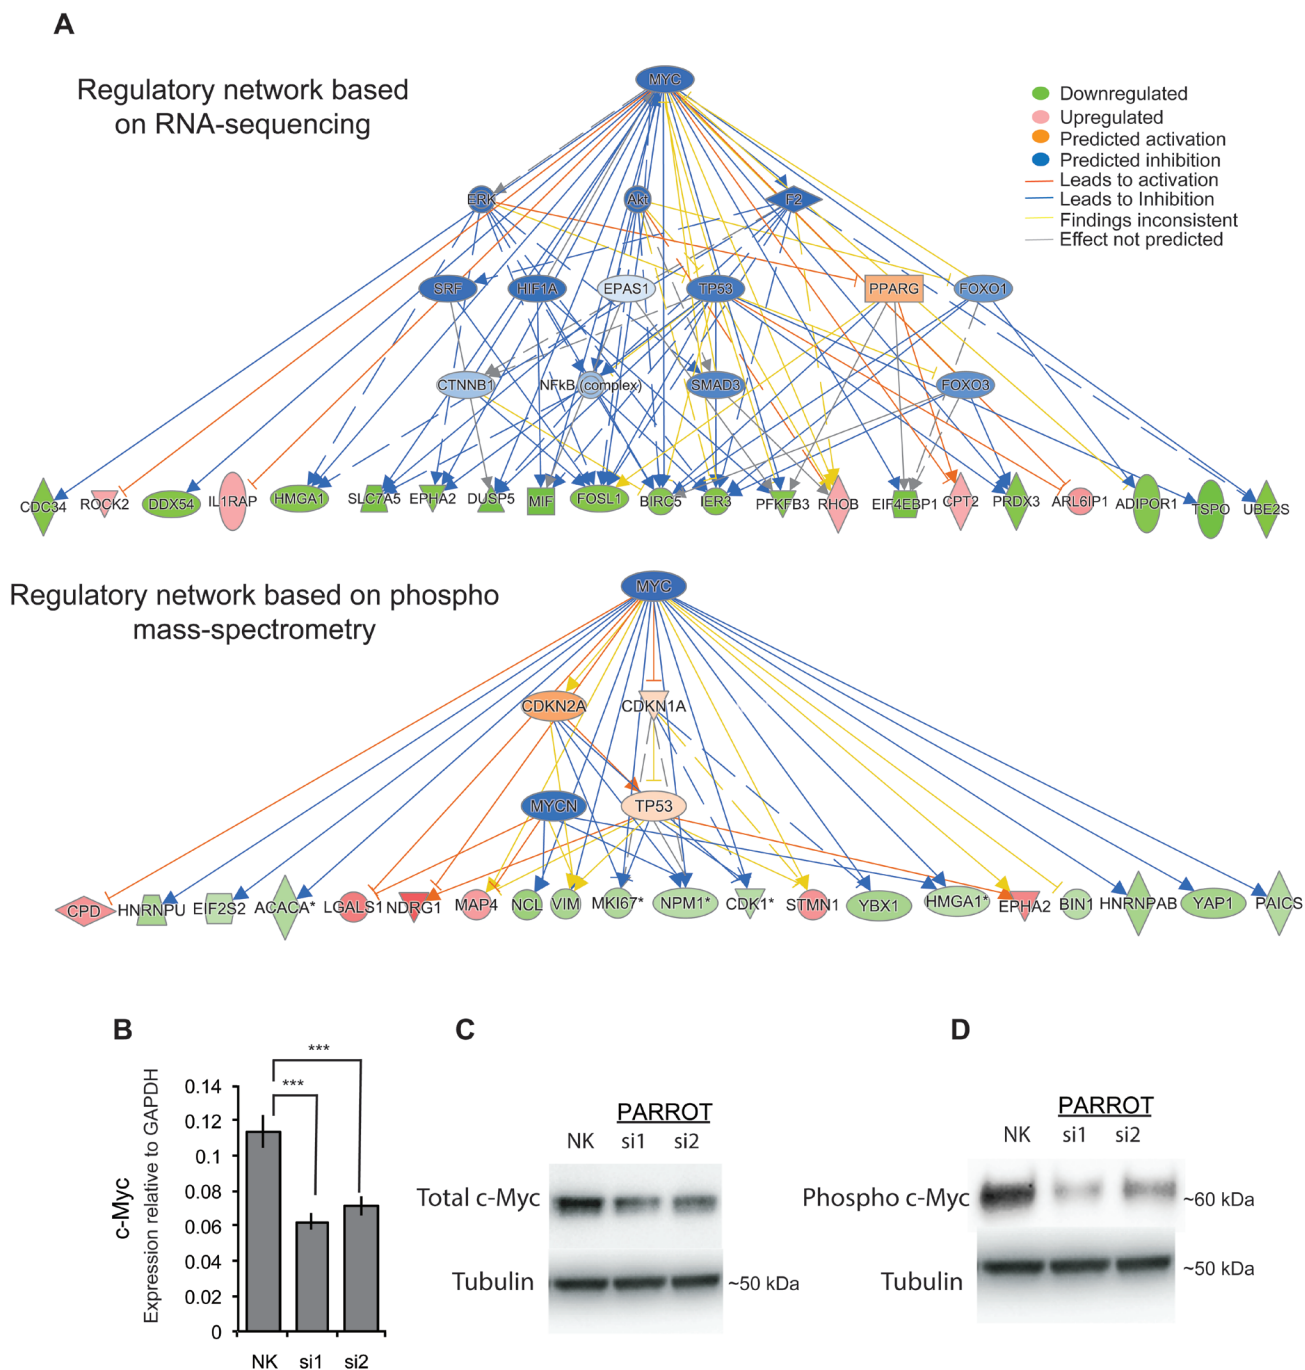 A
Regulatory network based
on RNA-sequencing
MYC
Downregulated
Upregulated
Predicted activation
Predicted inhibition
Leads to activation
Leads to Inhibition
Findings inconsistent
Effect not predicted
ERK Akt F2
SRF HIF1A EPAS1 TP53 PPARG FOXO1
CTNNB1 NFkB (complex) SMAD3 FOXO3
CDC34 ROCK2 DDX54 IL1RAP HMGA1 SLC7A5 EPHA2 DUSP5 MIF FOSL1 BIRC5 IER3 PFKFB3 RHOB EIF4EBP1 CPT2 PRDX3 ARL6IP1 ADIPOR1 TSPO UBE2S
Regulatory network based on phospho
mass-spectrometry
MYC
CDKN2A CDKN1A
MYCN TP53
CPD HNRNPU EIF2S2 ACACA* LGALS1 NDRG1 MAP4 NCL VIM MKI67* NPM1* CDK1* STMN1 YBX1 HMGA1* EPHA2 BIN1 HNRNPAB YAP1 PAICS
B
c-Myc
Expression relative to GAPDH
0.14
0.12
0.1
0.08
0.06
0.04
0.02
0
***
***
NK si1 si2
C
PARROT
NK si1 si2
Total c-Myc
Tubulin ~50 kDa
D
PARROT
NK si1 si2
Phospho c-Myc ~60 kDa
Tubulin ~50 kDa